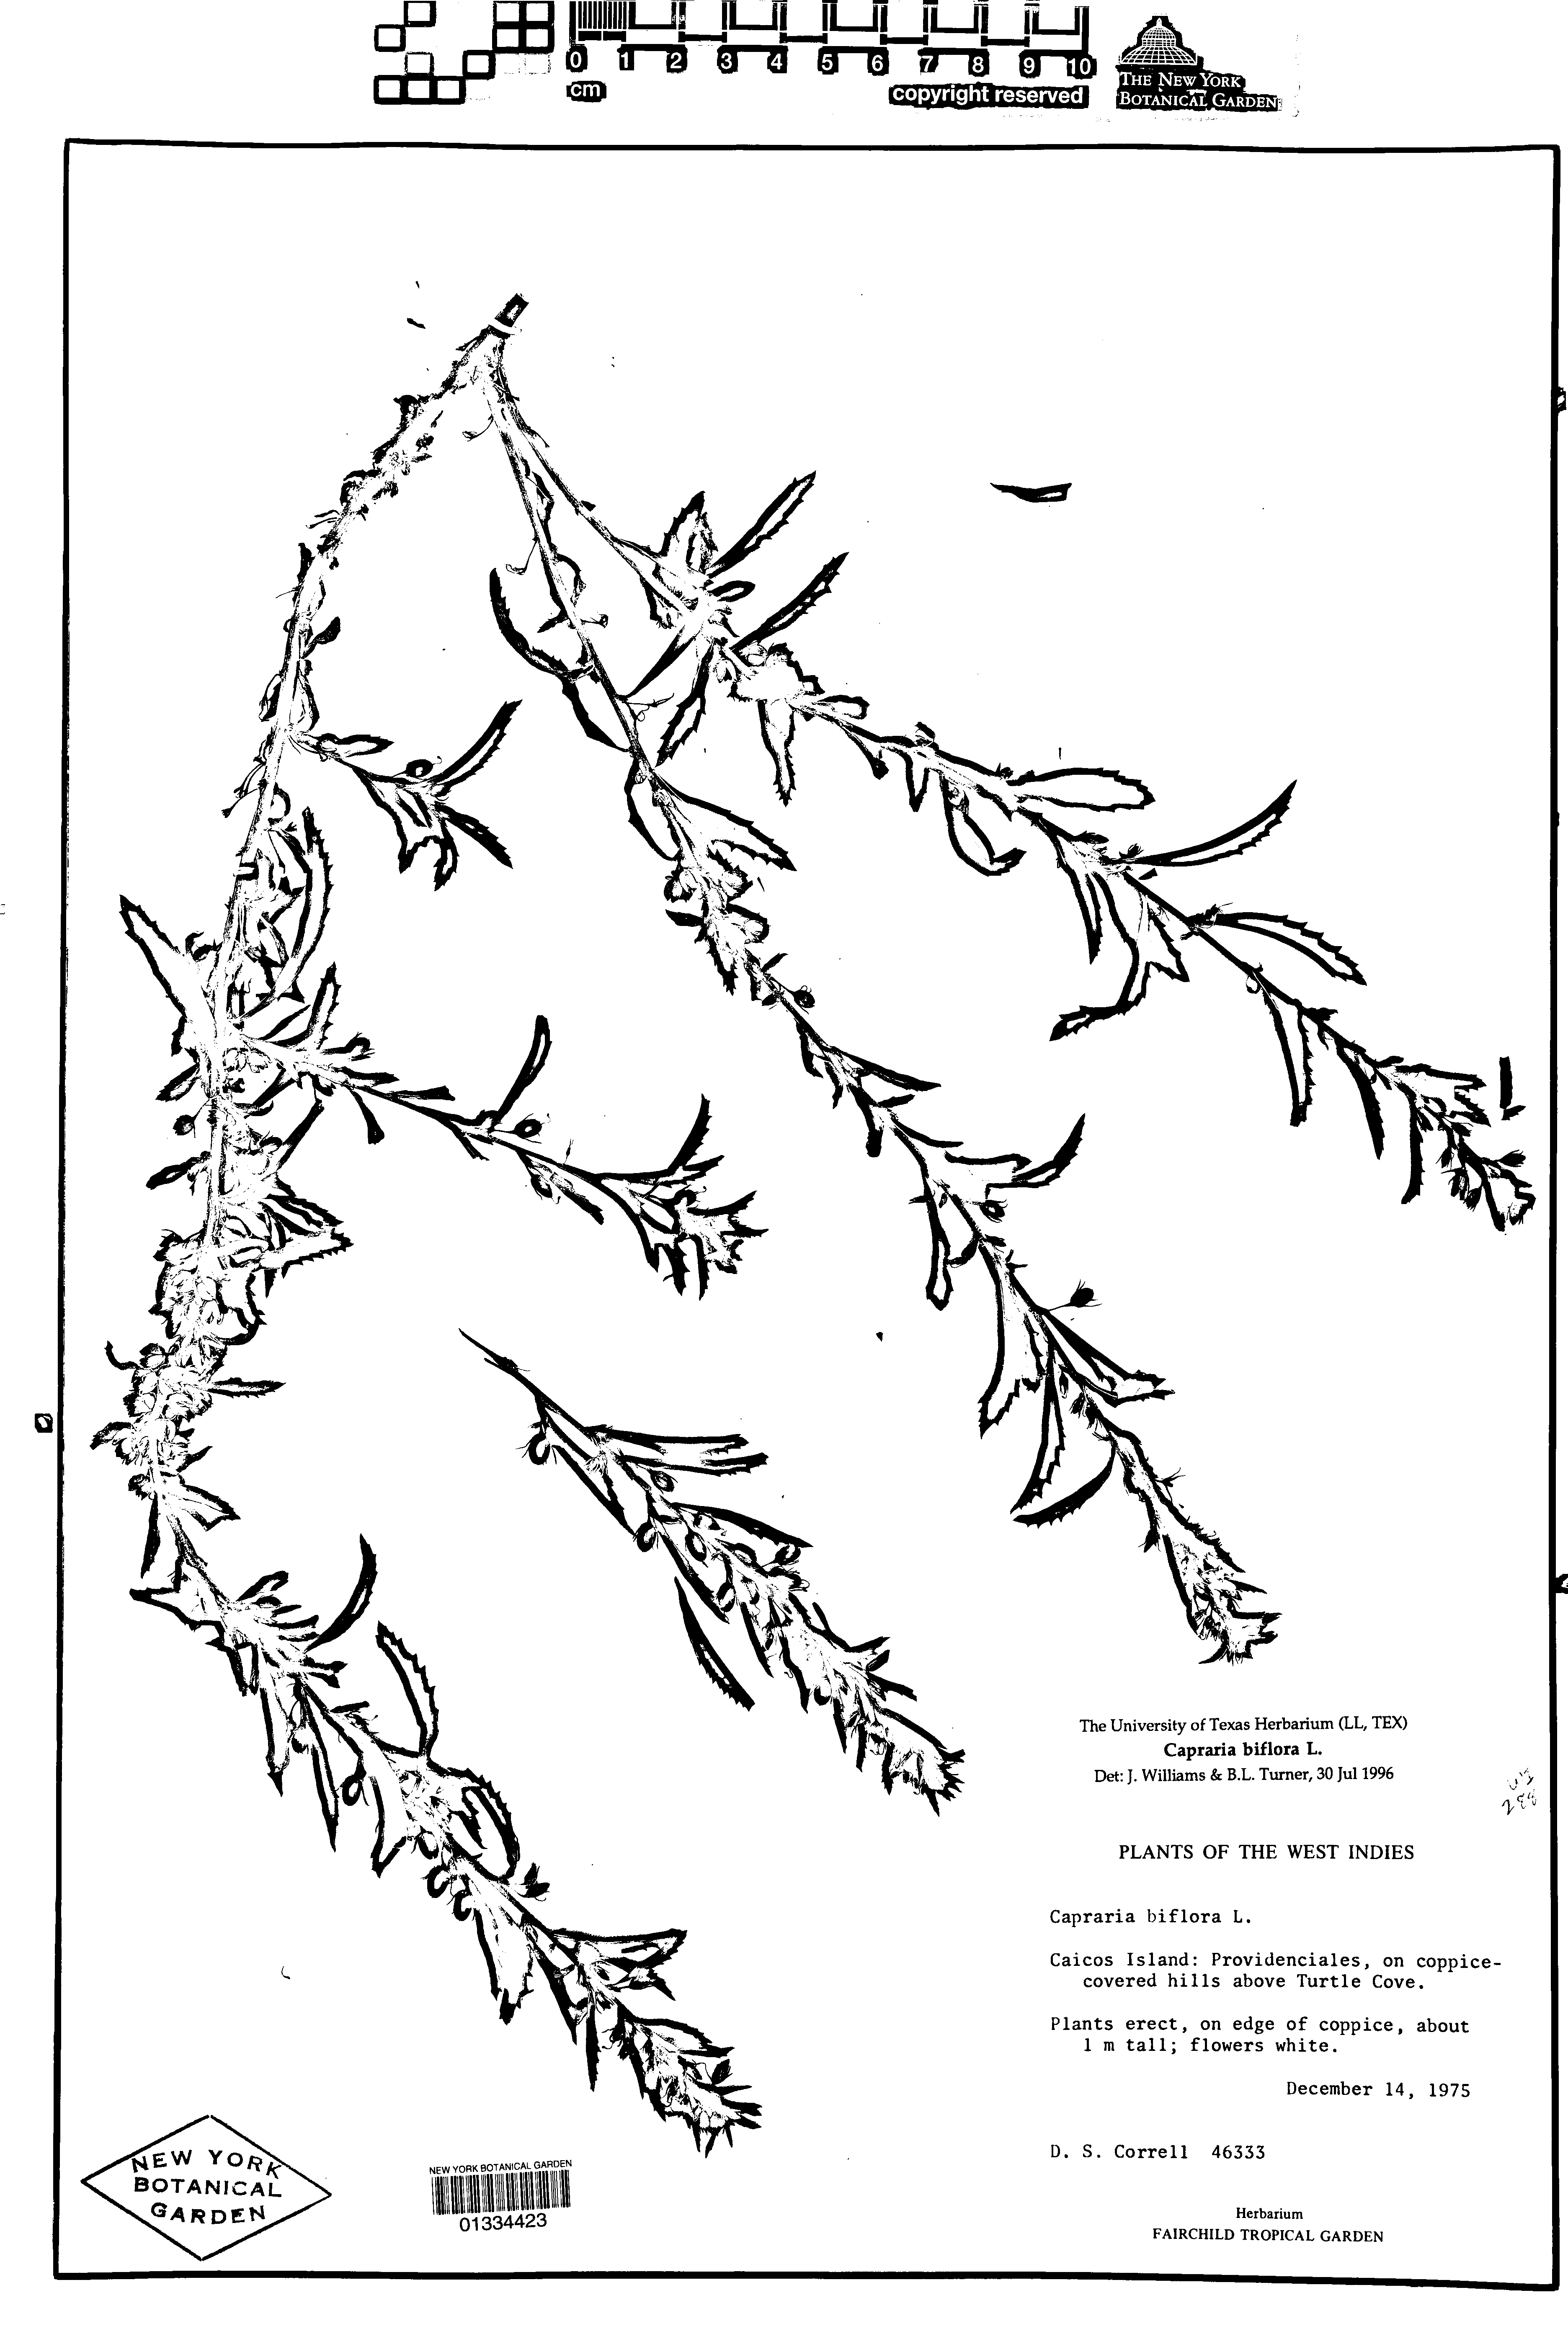 0 1 2 3 4 5 6 7 8 9 10
cm
copyright reserved
THE NEW YORK
BOTANICAL GARDEN
The University of Texas Herbarium (LL, TEX)
Capraria biflora L.
Det: J. Williams & B.L. Turner, 30 Jul 1996
PLANTS OF THE WEST INDIES
Capraria biflora L.
Caicos Island: Providenciales, on coppice-
covered hills above Turtle Cove.
Plants erect, on edge of coppice, about
1 m tall; flowers white.
December 14, 1975
D. S. Correll 46333
Herbarium
FAIRCHILD TROPICAL GARDEN
NEW YORK
BOTANICAL
GARDEN
NEW YORK BOTANICAL GARDEN
01334423